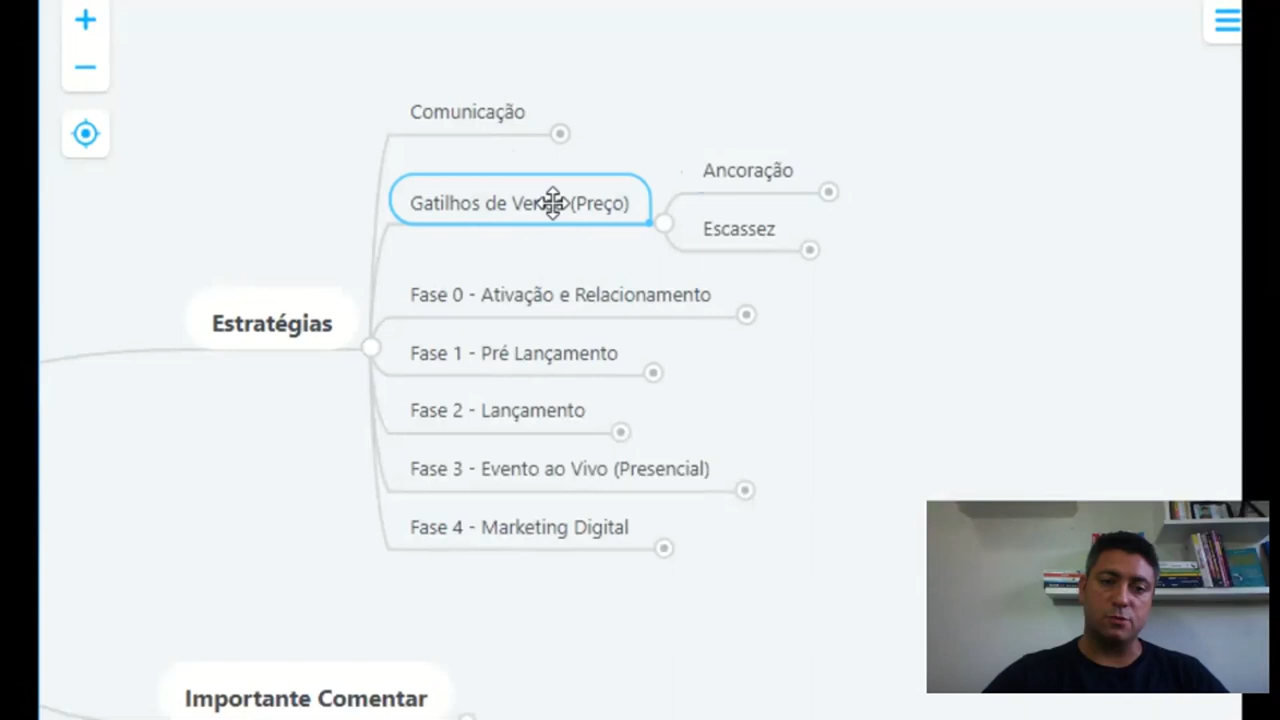 Comunicação
Gatilhos de Ven (Preço)
Ancoração
Escassez
Fase 0 - Ativação e Relacionamento
Estratégias
Fase 1 - Pré Lançamento
Fase 2 - Lançamento
Fase 3 - Evento ao Vivo (Presencial)
Fase 4 - Marketing Digital
Importante Comentar